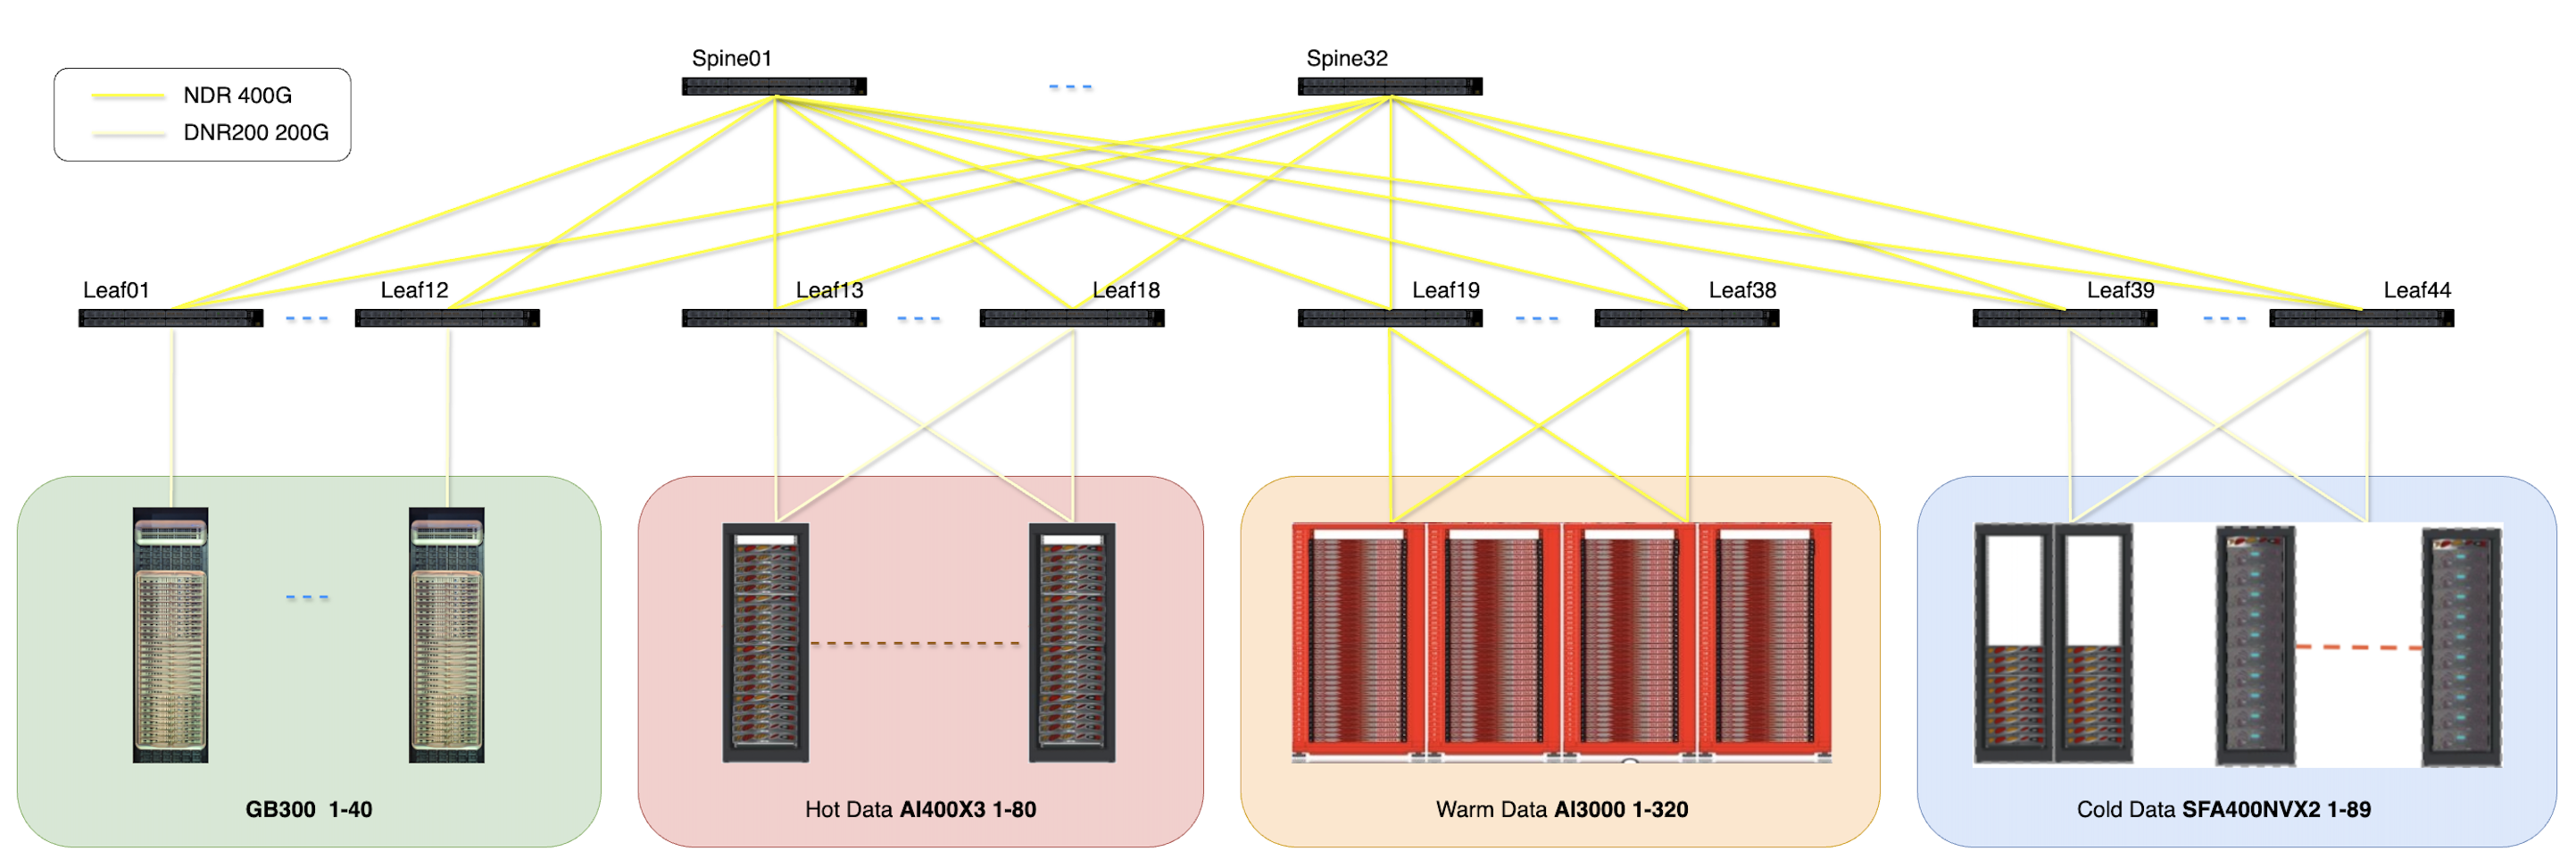 Spine01
Spine32
NDR 400G
DNR200 200G
Leaf01
Leaf12
Leaf13
Leaf18
Leaf19
Leaf38
Leaf39
Leaf44
GB300 1-40
Hot Data AI400X3 1-80
Warm Data AI3000 1-320
Cold Data SFA400NVX2 1-89